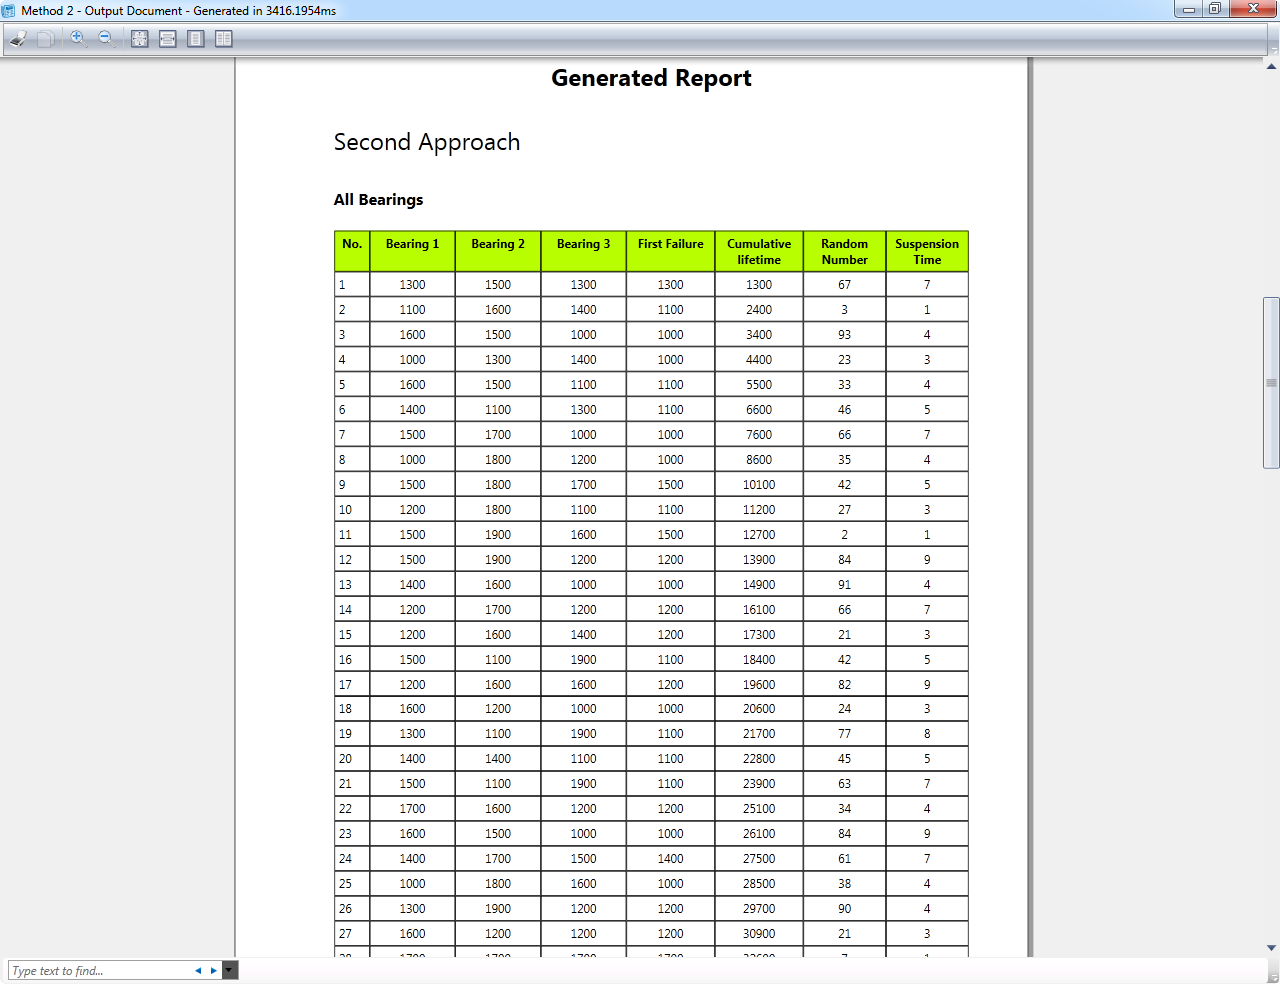 Method 2 - Output Document - Generated in 3416.1954ms
Generated Report
Second Approach
All Bearings
No. Bearing 1 Bearing 2 Bearing 3 First Failure Cumulative lifetime Random Number Suspension Time
1 1300 1500 1300 1300 1300 67 7
2 1100 1600 1400 1100 2400 3 1
3 1600 1500 1000 1000 3400 93 4
4 1000 1300 1400 1000 4400 23 3
5 1600 1500 1100 1100 5500 33 4
6 1400 1100 1300 1100 6600 46 5
7 1500 1700 1000 1000 7600 66 7
8 1000 1800 1200 1000 8600 35 4
9 1500 1800 1700 1500 10100 42 5
10 1200 1800 1100 1100 11200 27 3
11 1500 1900 1600 1500 12700 2 1
12 1500 1900 1200 1200 13900 84 9
13 1400 1600 1000 1000 14900 91 4
14 1200 1700 1200 1200 16100 66 7
15 1200 1600 1400 1200 17300 21 3
16 1500 1100 1900 1100 18400 42 5
17 1200 1600 1600 1200 19600 82 9
18 1600 1200 1000 1000 20600 24 3
19 1300 1100 1900 1100 21700 77 8
20 1400 1400 1100 1100 22800 45 5
21 1500 1100 1900 1100 23900 63 7
22 1700 1600 1200 1200 25100 34 4
23 1600 1500 1000 1000 26100 84 9
24 1400 1700 1500 1400 27500 61 7
25 1000 1800 1600 1000 28500 38 4
26 1300 1900 1200 1200 29700 90 4
27 1600 1200 1200 1200 30900 21 3
Type text to find...